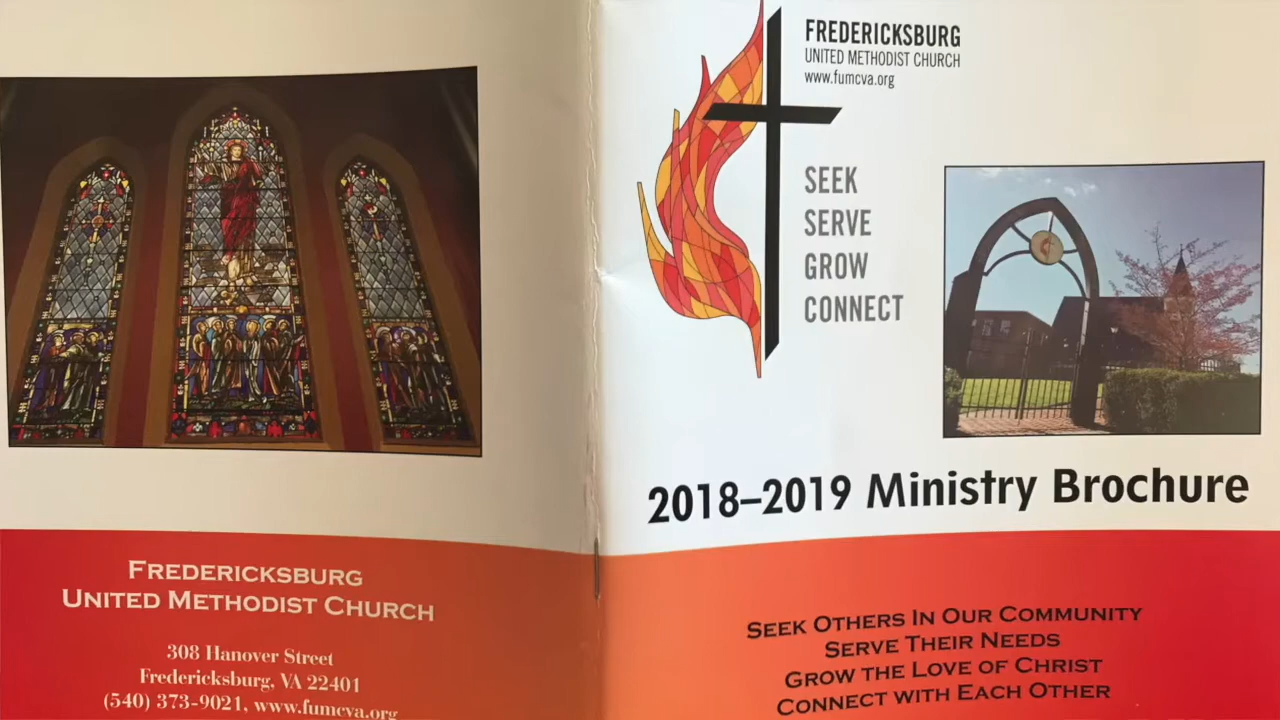 FREDERICKSBURG
UNITED METHODIST CHURCH
308 Hanover Street
Fredericksburg, VA 22401
(540) 373-9021, www.fumcva.org
FREDERICKSBURG
UNITED METHODIST CHURCH
www.fumcva.org
SEEK
SERVE
GROW
CONNECT
2018–2019 Ministry Brochure
SEEK OTHERS IN OUR COMMUNITY
SERVE THEIR NEEDS
GROW THE LOVE OF CHRIST
CONNECT WITH EACH OTHER